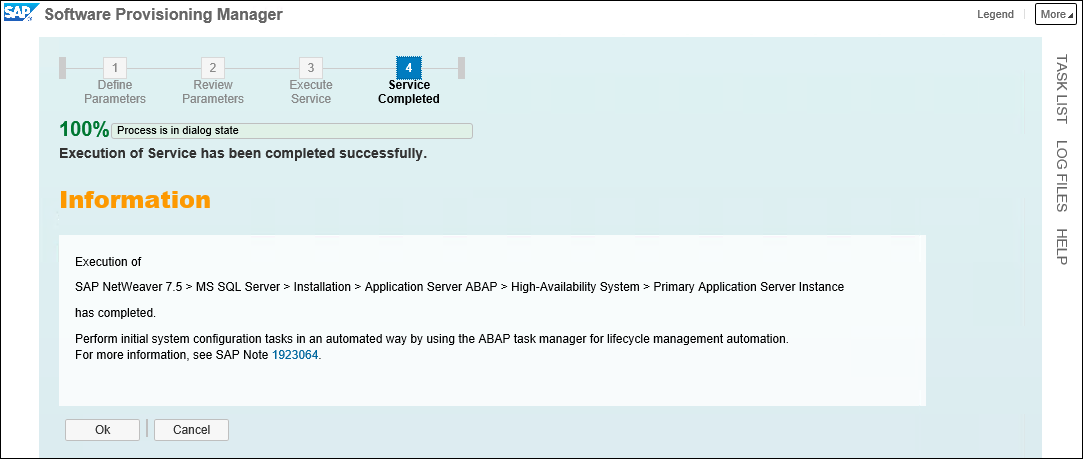 SAP Software Provisioning Manager
Legend
More
1
2
3
4
Define
Parameters
Review
Parameters
Execute
Service
Service
Completed
100% Process is in dialog state
Execution of Service has been completed successfully.
Information
Execution of
SAP NetWeaver 7.5 > MS SQL Server > Installation > Application Server ABAP > High-Availability System > Primary Application Server Instance
has completed.
Perform initial system configuration tasks in an automated way by using the ABAP task manager for lifecycle management automation.
For more information, see SAP Note 1923064.
Ok
Cancel
TASK LIST
LOG FILES
HELP